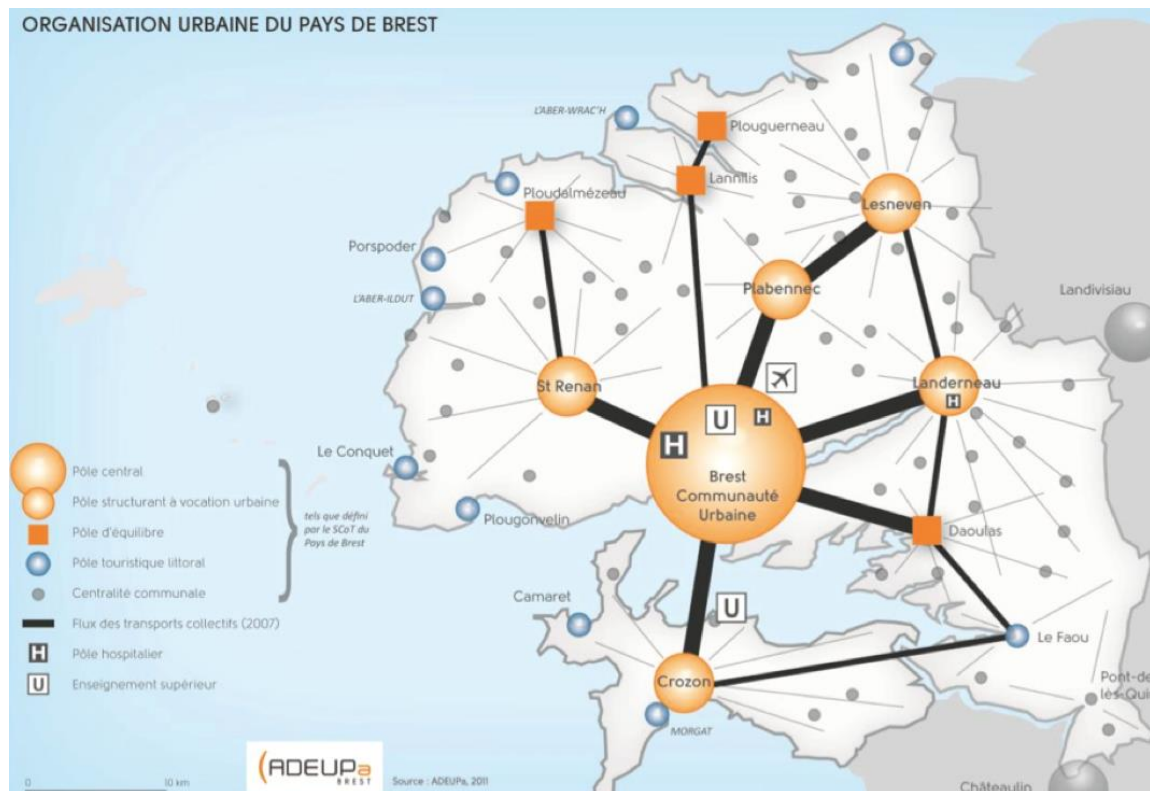 ORGANISATION URBAINE DU PAYS DE BREST
L'ABER-WRAC'H
Plouguerneau
Lannilis
Ploudalmézeau
Lesneven
Porspoder
L'ABER-ILDUT
Plabennec
Landivisiau
St Renan
Landerneau
H
U
H
H
Le Conquet
Brest
Communauté
Urbaine
Plougonvelin
Daoulas
Pôle central
Pôle structurant à vocation urbaine
Pôle d'équilibre
Pôle touristique littoral
Centralité communale
Flux des transports collectifs (2007)
H
Pôle hospitalier
U
Enseignement supérieur
tels que défini
par le SCoT du
Pays de Brest
Camaret
U
Le Faou
Crozon
Pont-de
lès-Qui
MORGAT
Châteaulin
0
10 km
ADEUPa
BREST
Source : ADEUPa, 2011